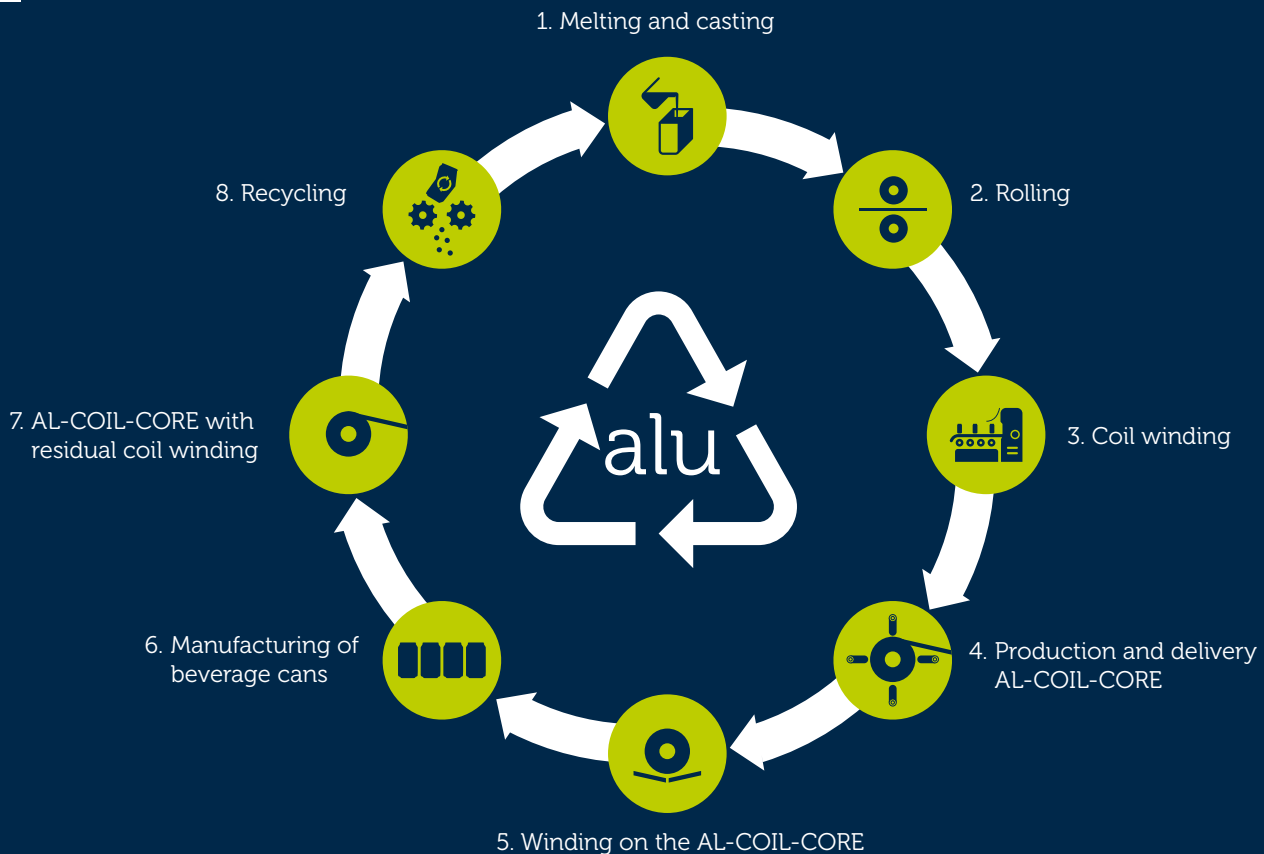 1. Melting and casting
2. Rolling
3. Coil winding
4. Production and delivery
AL-COIL-CORE
5. Winding on the AL-COIL-CORE
6. Manufacturing of
beverage cans
7. AL-COIL-CORE with
residual coil winding
8. Recycling
alu